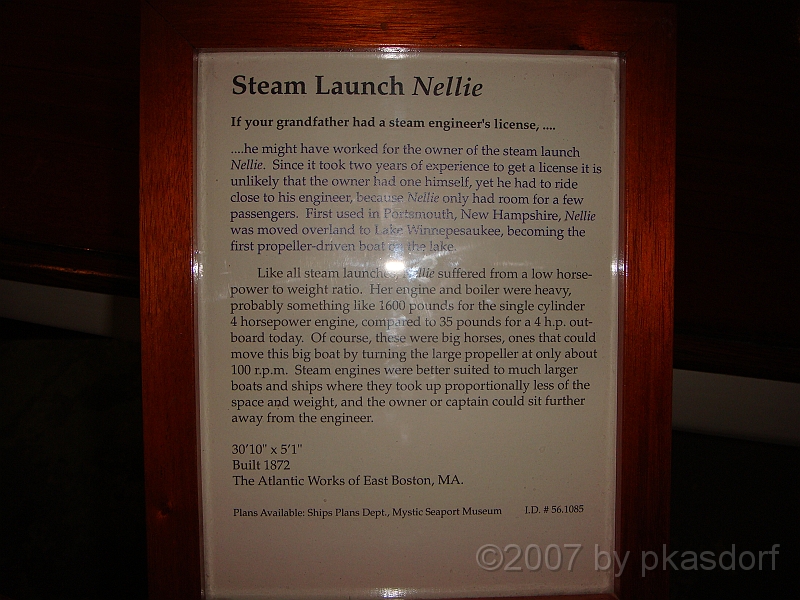 Steam Launch Nellie
If your grandfather had a steam engineer's license, ....
....he might have worked for the owner of the steam launch
Nellie. Since it took two years of experience to get a license it is
unlikely that the owner had one himself, yet he had to ride
close to his engineer, because Nellie only had room for a few
passengers. First used in Portsmouth, New Hampshire, Nellie
was moved overland to Lake Winnepesaukee, becoming the
first propeller-driven boat on the lake.
Like all steam launches, Nellie suffered from a low horse-
power to weight ratio. Her engine and boiler were heavy,
probably something like 1600 pounds for the single cylinder
4 horsepower engine, compared to 35 pounds for a 4 h.p. out-
board today. Of course, these were big horses, ones that could
move this big boat by turning the large propeller at only about
100 r.p.m. Steam engines were better suited to much larger
boats and ships where they took up proportionally less of the
space and weight, and the owner or captain could sit further
away from the engineer.
30'10" x 5'1"
Built 1872
The Atlantic Works of East Boston, MA.
Plans Available: Ships Plans Dept., Mystic Seaport Museum I.D. # 56.1085
©2007 by pkasdorf